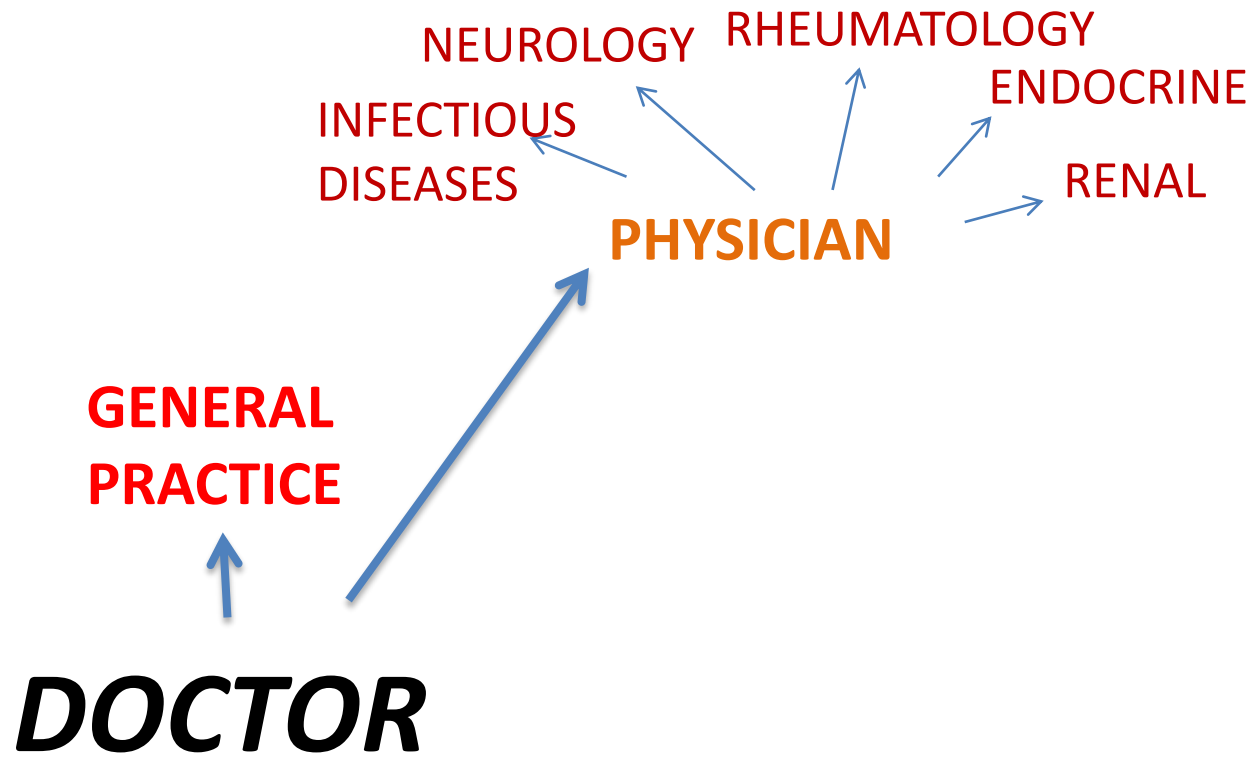 RHEUMATOLOGY
NEUROLOGY
ENDOCRINE
INFECTIOUS
DISEASES
RENAL
PHYSICIAN
GENERAL
PRACTICE
DOCTOR